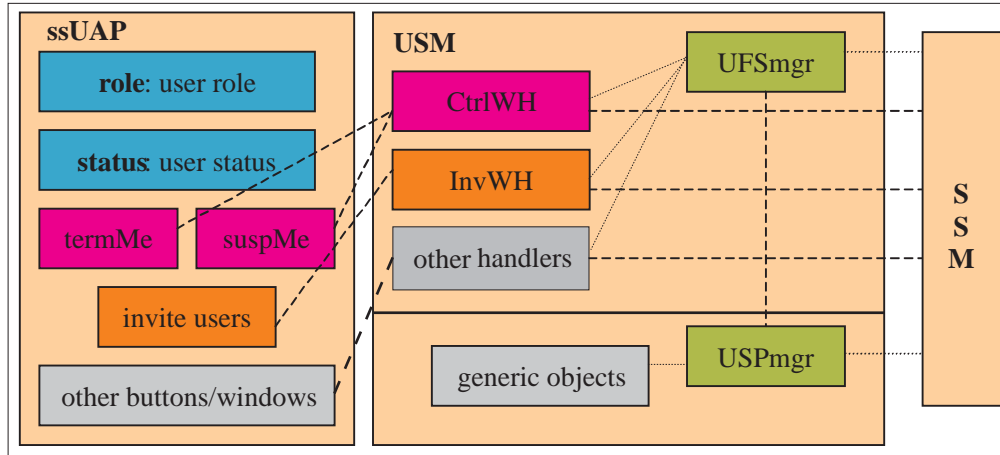 ssUAP
role: user role
status: user status
termMe
suspMe
invite users
other buttons/windows
USM
UFSmgr
CtrlWH
InvWH
other handlers
USPmgr
generic objects
S
S
M